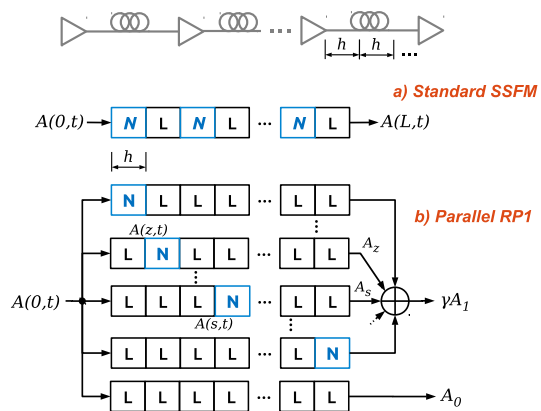 h h ...
a) Standard SSFM
A(0,t) N L N L ... N L A(L,t)
h
b) Parallel RP1
N L L L ... L L
A(z,t)
L N L L ... L L A_z
A(0,t) L L L N ... L L A_s γA_1
A(s,t)
L L L L ... L N
L L L L ... L L A_0